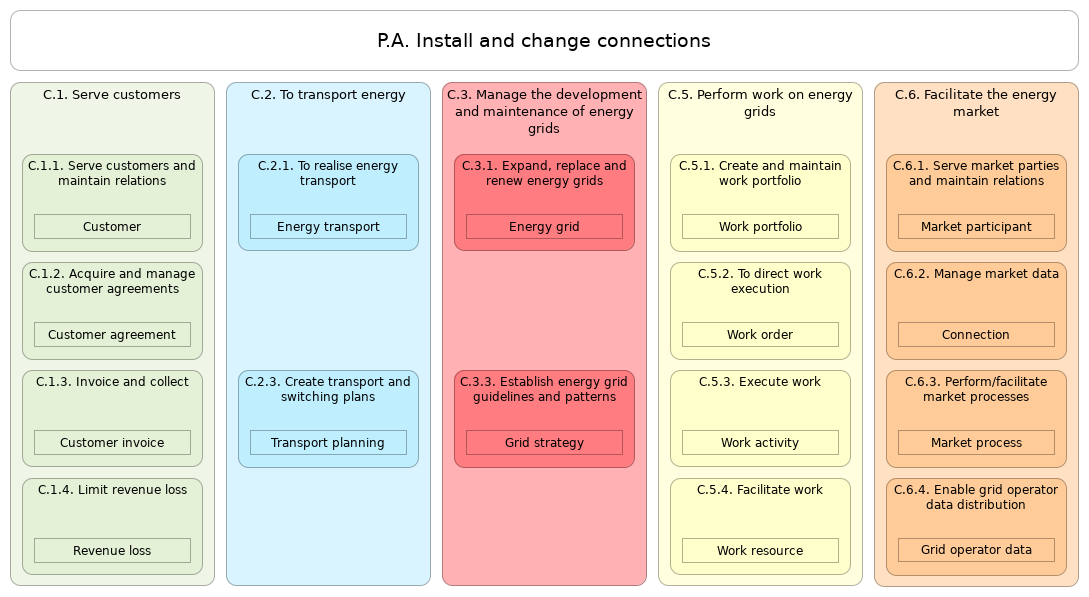 P.A. Install and change connections
C.1. Serve customers
C.1.1. Serve customers and
maintain relations
Customer
C.1.2. Acquire and manage
customer agreements
Customer agreement
C.1.3. Invoice and collect
Customer invoice
C.1.4. Limit revenue loss
Revenue loss
C.2. To transport energy
C.2.1. To realise energy
transport
Energy transport
C.2.3. Create transport and
switching plans
Transport planning
C.3. Manage the development
and maintenance of energy
grids
C.3.1. Expand, replace and
renew energy grids
Energy grid
C.3.3. Establish energy grid
guidelines and patterns
Grid strategy
C.5. Perform work on energy
grids
C.5.1. Create and maintain
work portfolio
Work portfolio
C.5.2. To direct work
execution
Work order
C.5.3. Execute work
Work activity
C.5.4. Facilitate work
Work resource
C.6. Facilitate the energy
market
C.6.1. Serve market parties
and maintain relations
Market participant
C.6.2. Manage market data
Connection
C.6.3. Perform/facilitate
market processes
Market process
C.6.4. Enable grid operator
data distribution
Grid operator data